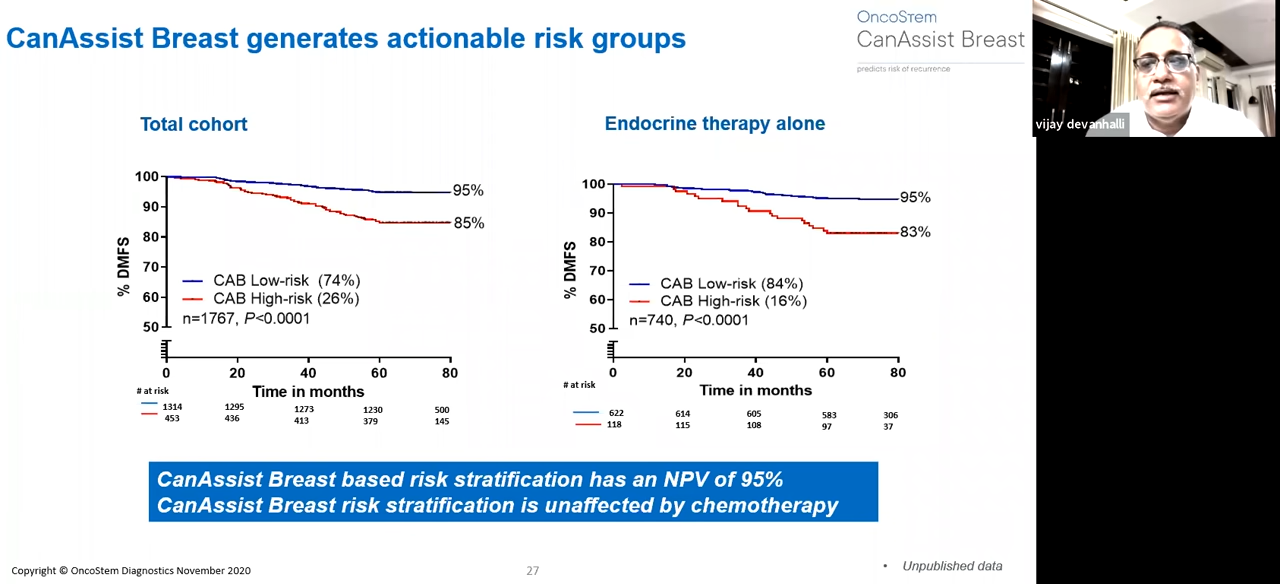 CanAssist Breast generates actionable risk groups
OncoStem
CanAssist Breast
predicts risk of recurrence
vijay devanhalli
Total cohort
% DMFS
100
90
80
70
60
50
95%
85%
CAB Low-risk (74%)
CAB High-risk (26%)
n=1767, P<0.0001
0 20 40 60 80
Time in months
# at risk
1314 1295 1273 1230 500
453 436 413 379 145
Endocrine therapy alone
% DMFS
100
90
80
70
60
50
95%
83%
CAB Low-risk (84%)
CAB High-risk (16%)
n=740, P<0.0001
0 20 40 60 80
Time in months
# at risk
622 614 605 583 306
118 115 108 97 37
CanAssist Breast based risk stratification has an NPV of 95%
CanAssist Breast risk stratification is unaffected by chemotherapy
Copyright © OncoStem Diagnostics November 2020
27
• Unpublished data